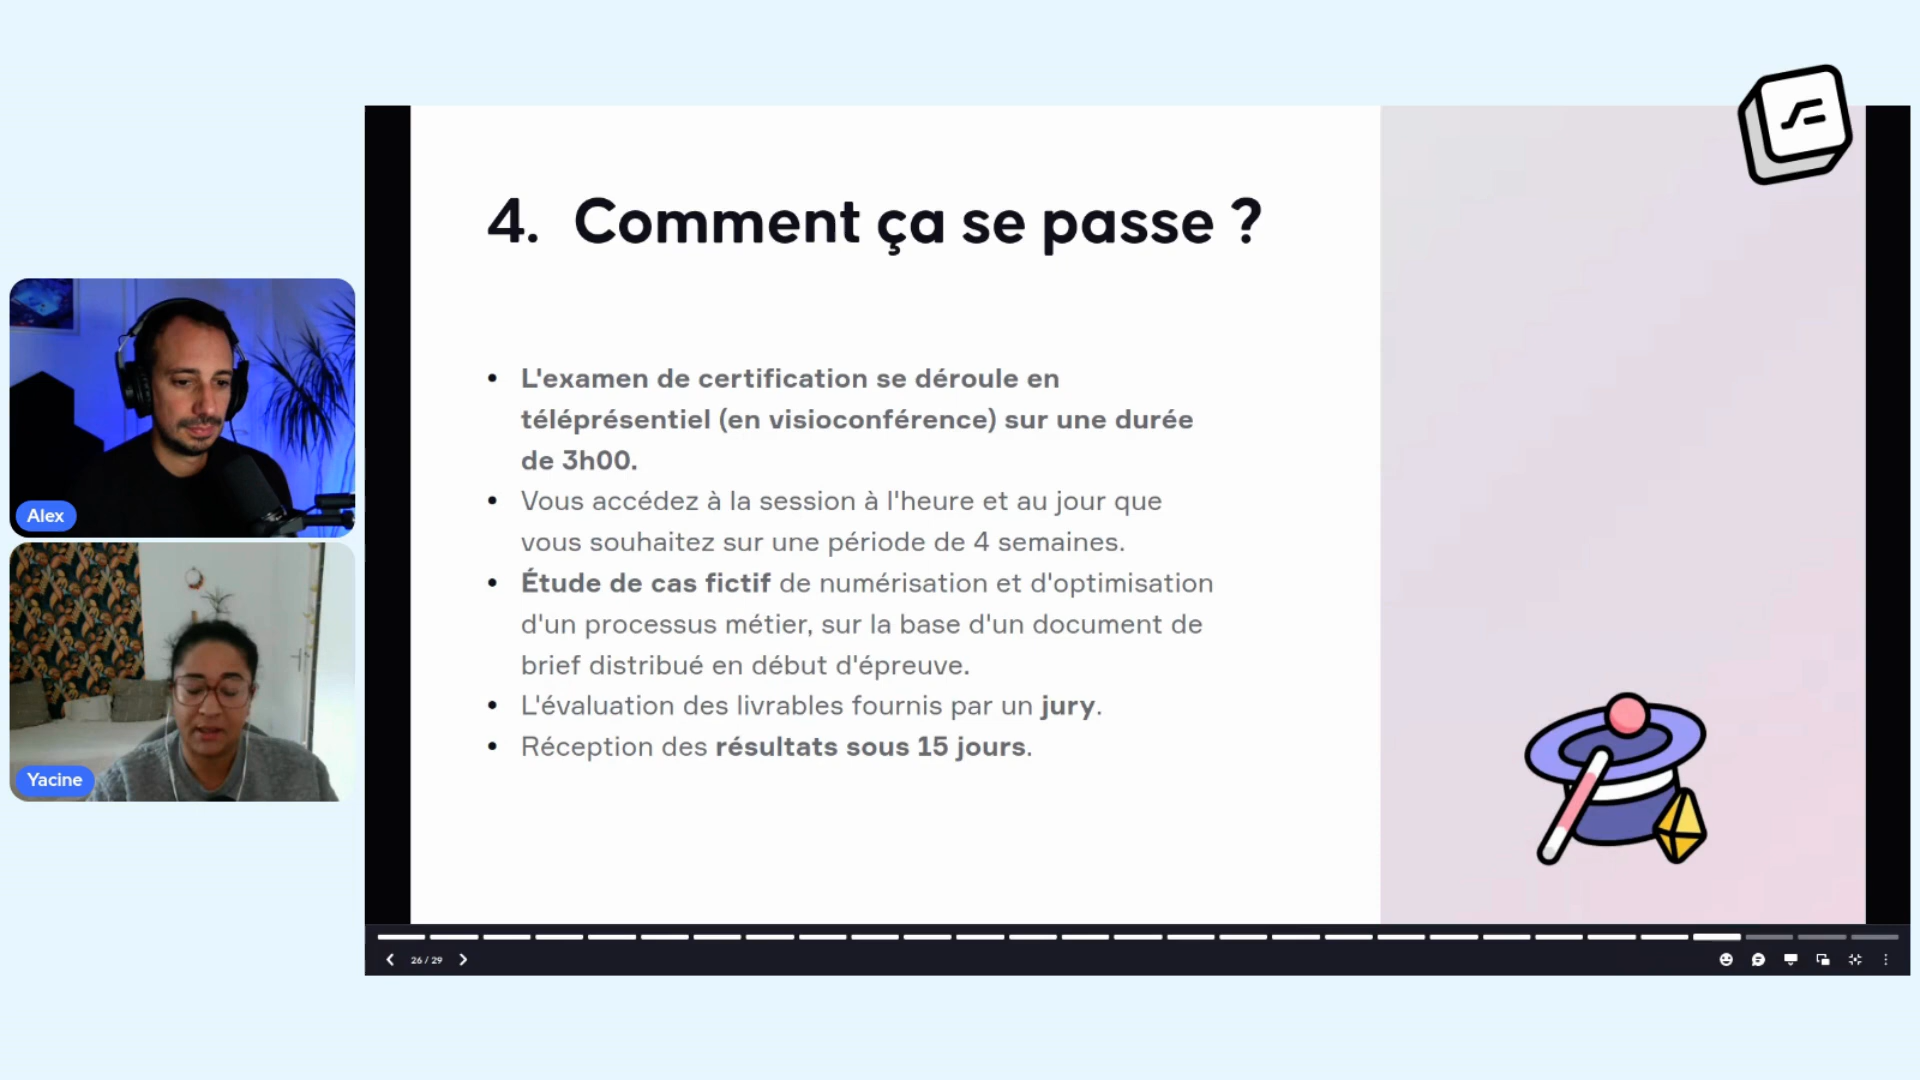 4. Comment ça se passe ?
• L'examen de certification se déroule en
téléprésentiel (en visioconférence) sur une durée
de 3h00.
• Vous accédez à la session à l'heure et au jour que
vous souhaitez sur une période de 4 semaines.
• Étude de cas fictif de numérisation et d'optimisation
d'un processus métier, sur la base d'un document de
brief distribué en début d'épreuve.
• L'évaluation des livrables fournis par un jury.
• Réception des résultats sous 15 jours.
Alex
Yacine
26 / 29